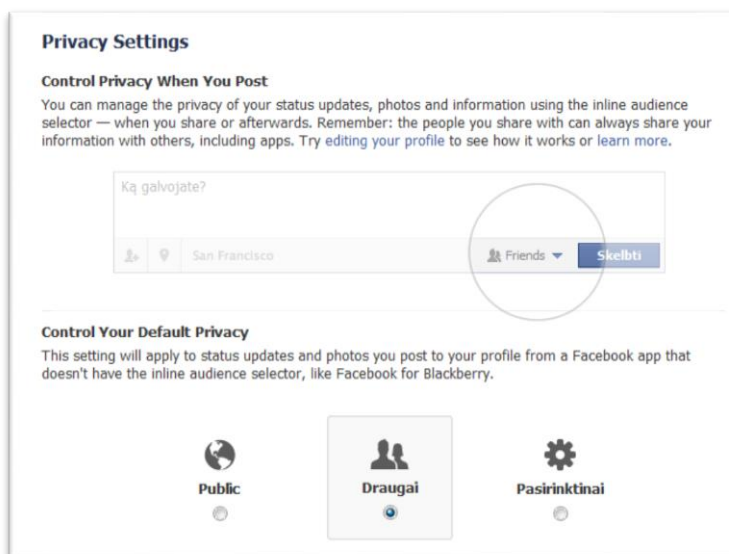 Privacy Settings
Control Privacy When You Post
You can manage the privacy of your status updates, photos and information using the inline audience
selector — when you share or afterwards. Remember: the people you share with can always share your
information with others, including apps. Try editing your profile to see how it works or learn more.
Ką galvojate?
San Francisco Friends Skelbti
Control Your Default Privacy
This setting will apply to status updates and photos you post to your profile from a Facebook app that
doesn't have the inline audience selector, like Facebook for Blackberry.
Public Draugai Pasirinktinai